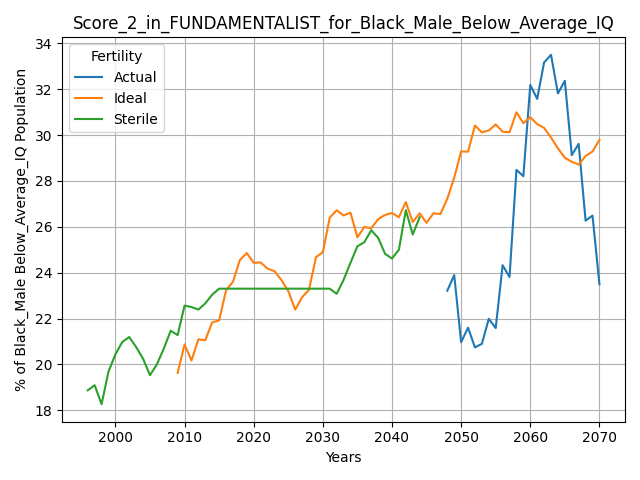 Score_2_in_FUNDAMENTALIST_for_Black_Male_Below_Average_IQ
Fertility
Actual
Ideal
Sterile
% of Black_Male Below_Average_IQ Population
34
32
30
28
26
24
22
20
18
2000 2010 2020 2030 2040 2050 2060 2070
Years